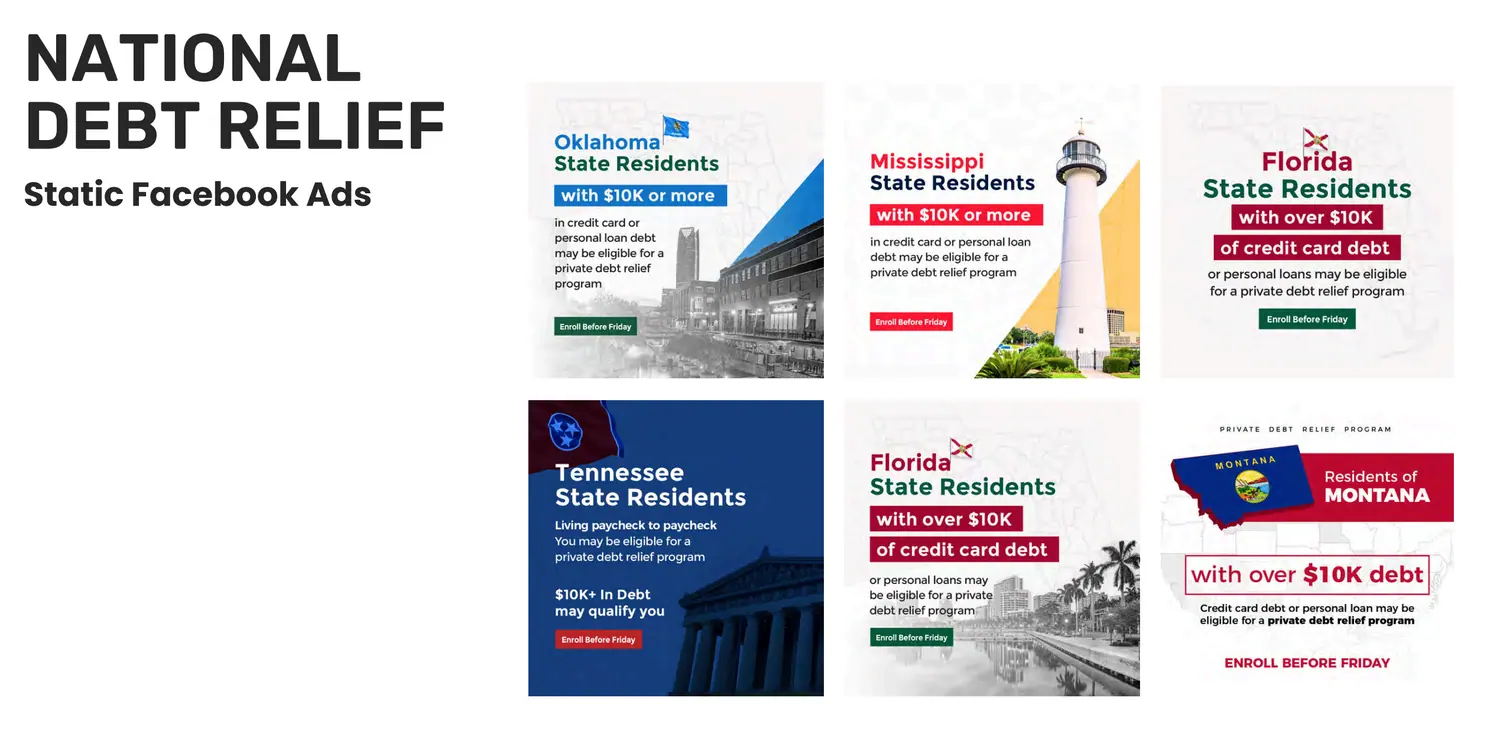 NATIONAL
DEBT RELIEF
Static Facebook Ads
Oklahoma
State Residents
with $10K or more
in credit card or
personal loan debt
may be eligible for a
private debt relief
program
Enroll Before Friday
Mississippi
State Residents
with $10K or more
in credit card or personal loan
debt may be eligible for a
private debt relief program
Enroll Before Friday
Florida
State Residents
with over $10K
of credit card debt
or personal loans may be eligible
for a private debt relief program
Enroll Before Friday
Tennessee
State Residents
Living paycheck to paycheck
You may be eligible for a
private debt relief program
$10K+ In Debt
may qualify you
Enroll Before Friday
Florida
State Residents
with over $10K
of credit card debt
or personal loans may
be eligible for a private
debt relief program
Enroll Before Friday
PRIVATE DEBT RELIEF PROGRAM
MONTANA
Residents of
MONTANA
with over $10K debt
Credit card debt or personal loan may be
eligible for a private debt relief program
ENROLL BEFORE FRIDAY